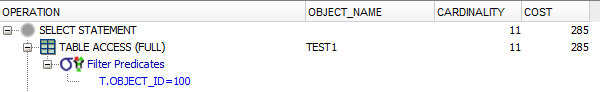 OPERATION OBJECT_NAME CARDINALITY COST
SELECT STATEMENT 11 285
TABLE ACCESS (FULL) TEST1 11 285
Filter Predicates
T.OBJECT_ID=100